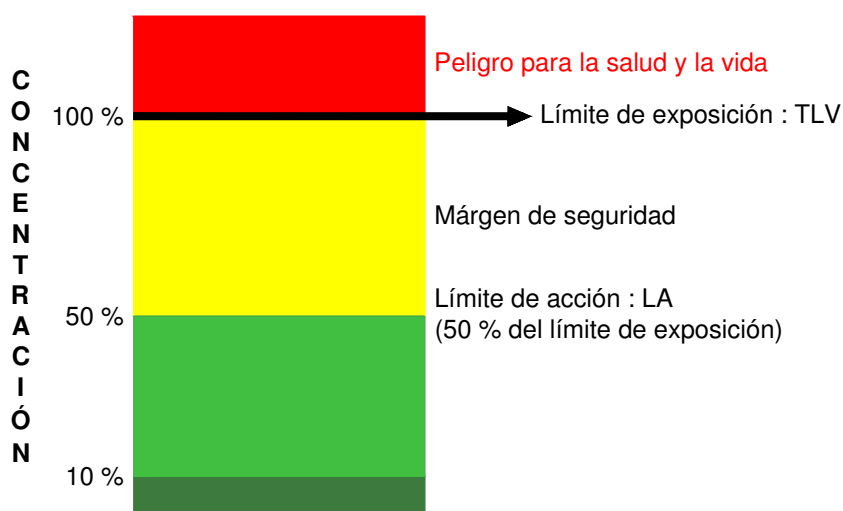 CONCENTRACIÓN
Peligro para la salud y la vida
100 %
Límite de exposición : TLV
Márgen de seguridad
Límite de acción : LA
50 %
(50 % del límite de exposición)
10 %